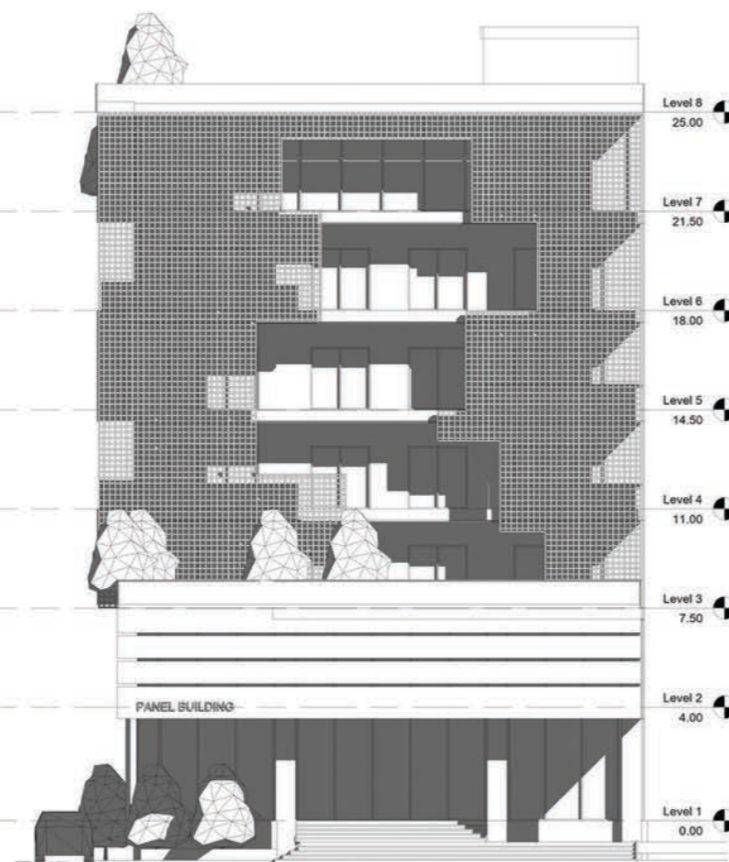 Level 8
25.00
Level 7
21.50
Level 6
18.00
Level 5
14.50
Level 4
11.00
Level 3
7.50
Level 2
4.00
PANEL BUILDING
Level 1
0.00